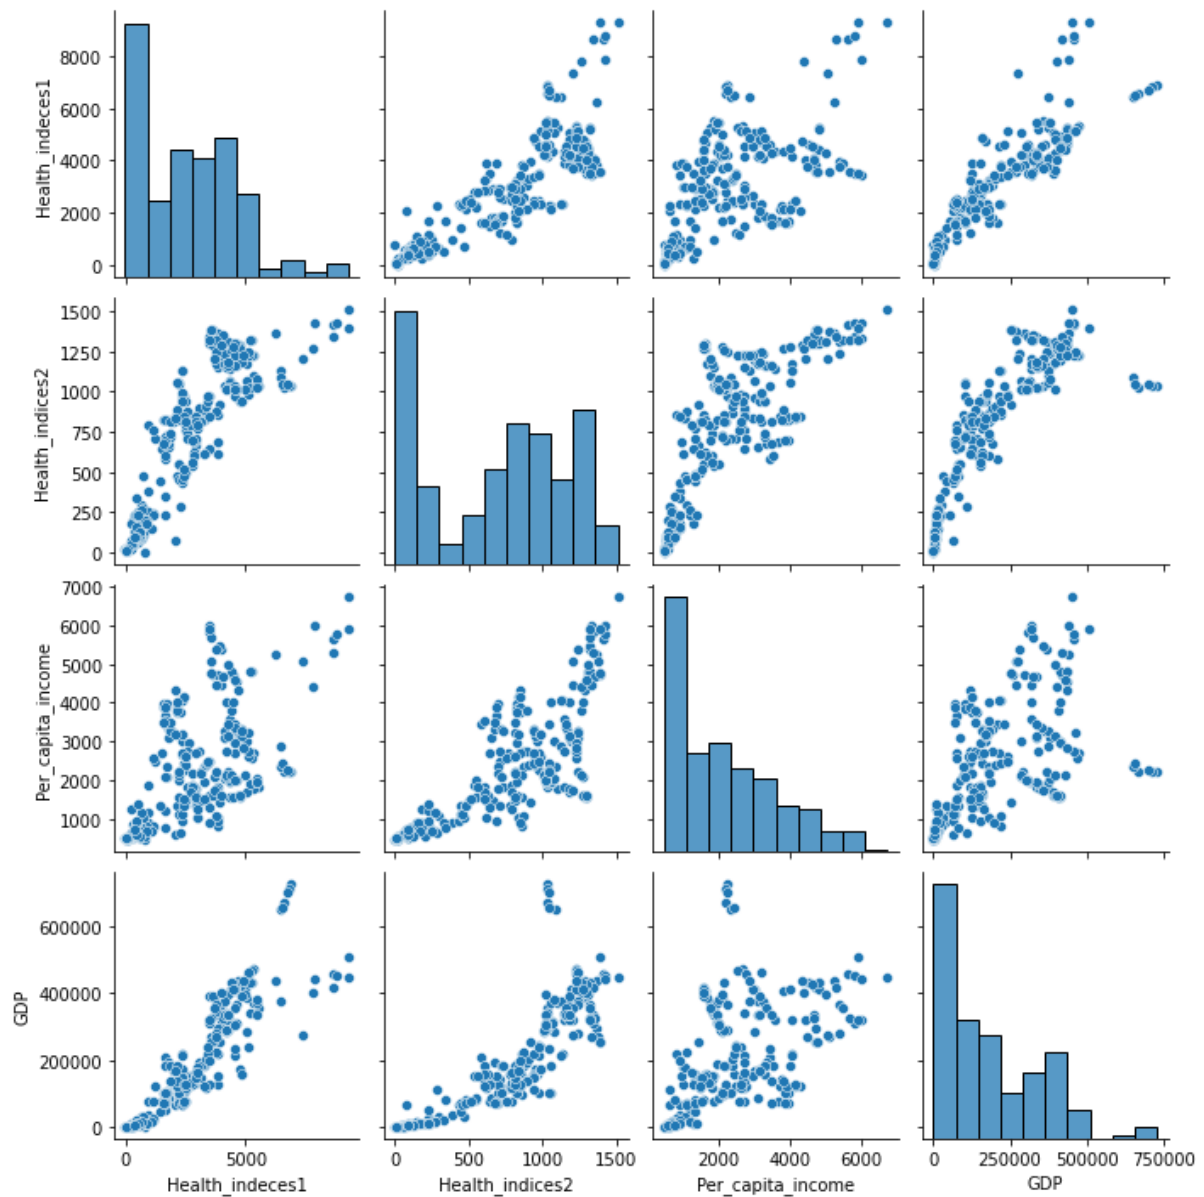 Health_indeces1
8000
6000
4000
2000
0
Health_indices2
1500
1250
1000
750
500
250
0
Per_capita_income
7000
6000
5000
4000
3000
2000
1000
GDP
600000
400000
200000
0
0 5000
0 500 1000 1500
2000 4000 6000
0 250000 500000 750000
Health_indeces1
Health_indices2
Per_capita_income
GDP